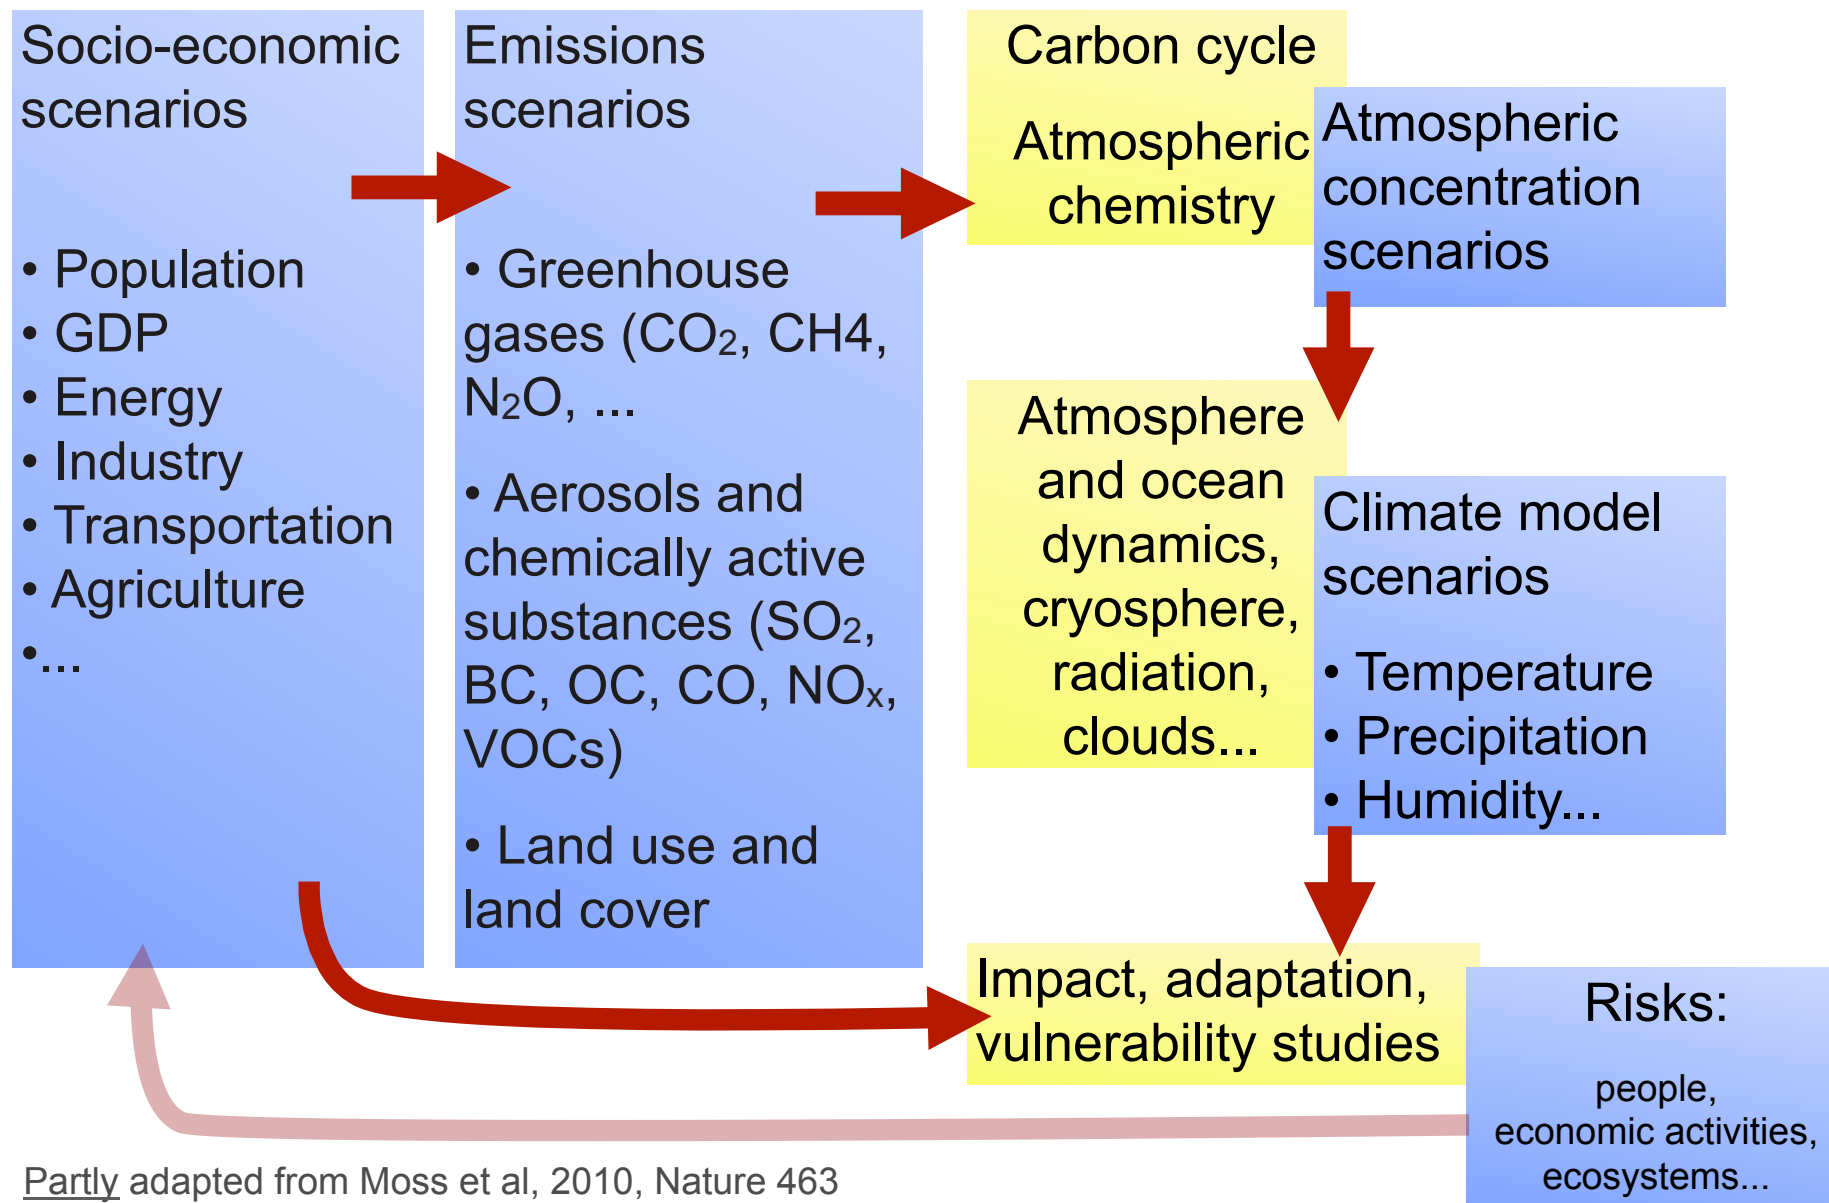 Socio-economic
scenarios
• Population
• GDP
• Energy
• Industry
• Transportation
• Agriculture
•...
Emissions
scenarios
• Greenhouse
gases (CO₂, CH4,
N₂O, ...
• Aerosols and
chemically active
substances (SO₂,
BC, OC, CO, NOₓ,
VOCs)
• Land use and
land cover
Carbon cycle
Atmospheric
chemistry
Atmospheric
concentration
scenarios
Atmosphere
and ocean
dynamics,
cryosphere,
radiation,
clouds...
Climate model
scenarios
• Temperature
• Precipitation
• Humidity...
Impact, adaptation,
vulnerability studies
Risks:
people,
economic activities,
ecosystems...
Partly adapted from Moss et al, 2010, Nature 463